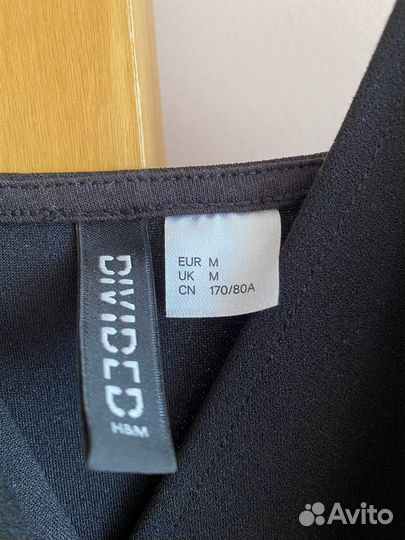 DIVIDED
H&M
EUR M
UK M
CN 170/80A
Avito